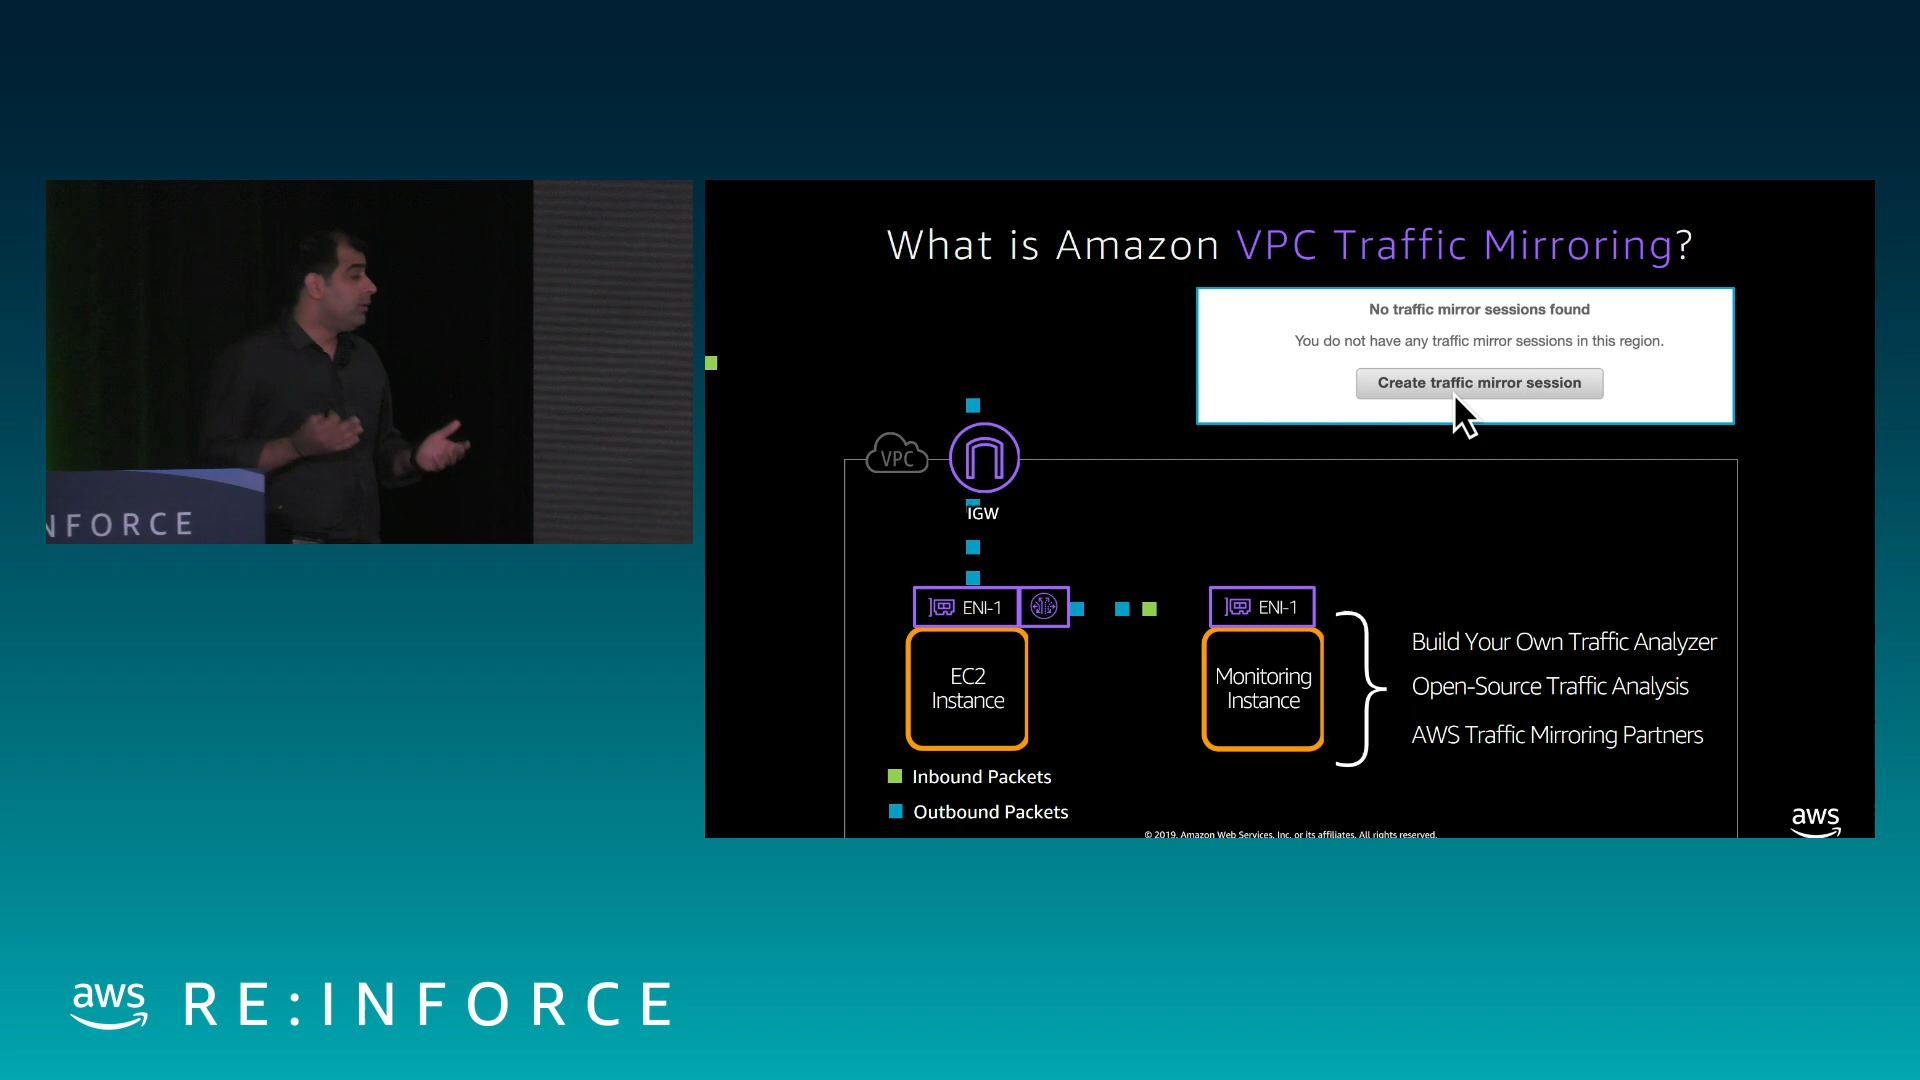 What is Amazon VPC Traffic Mirroring?
No traffic mirror sessions found
You do not have any traffic mirror sessions in this region.
Create traffic mirror session
VPC
IGW
ENI-1
ENI-1
EC2
Instance
Monitoring
Instance
Build Your Own Traffic Analyzer
Open-Source Traffic Analysis
AWS Traffic Mirroring Partners
Inbound Packets
Outbound Packets
© 2019, Amazon Web Services, Inc. or its affiliates. All rights reserved.
aws
NFORCE
aws RE:INFORCE